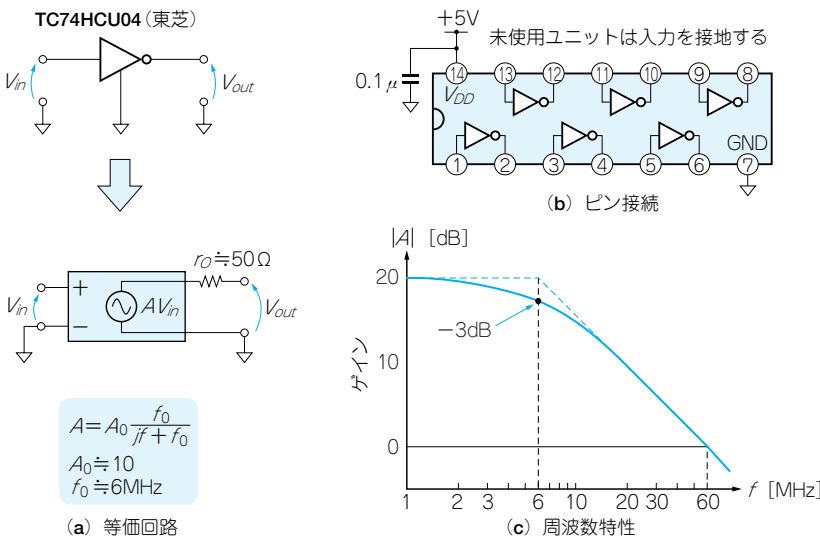 TC74HCU04(東芝)
Vin
Vout
rO≒50Ω
Vin
+
−
AVin
Vout
A=A0 f0/(jf+f0)
A0≒10
f0≒6MHz
(a) 等価回路
+5V
未使用ユニットは入力を接地する
0.1μ
⑭ ⑬ ⑫ ⑪ ⑩ ⑨ ⑧
VDD
GND
① ② ③ ④ ⑤ ⑥ ⑦
(b) ピン接続
|A| [dB]
20
−3dB
10
ゲイン
0
1 2 3 6 10 20 30 60 f [MHz]
(c) 周波数特性